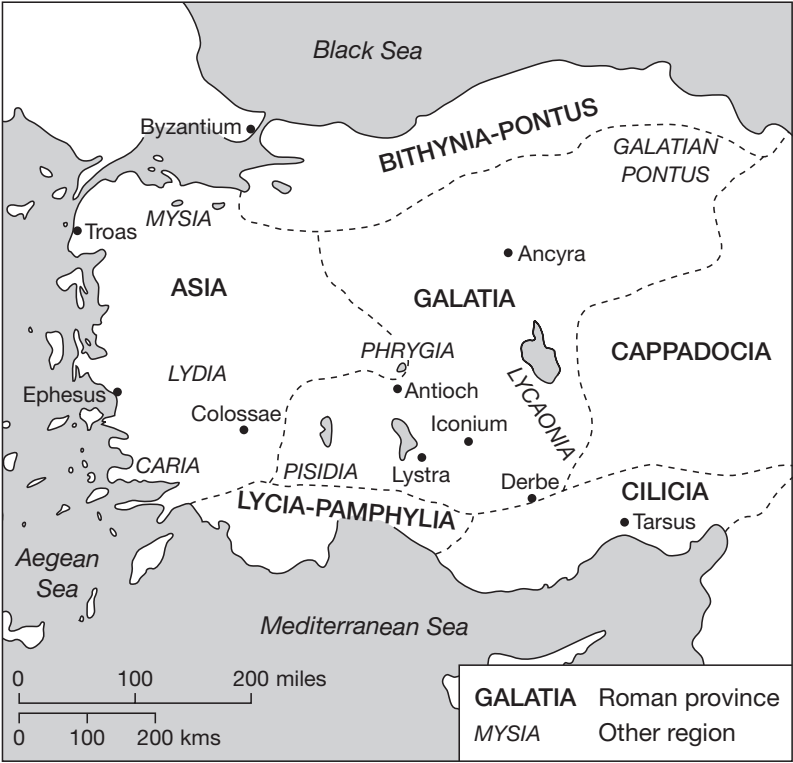 Black Sea
Byzantium
BITHYNIA-PONTUS
GALATIAN
PONTUS
MYSIA
Troas
Ancyra
ASIA
GALATIA
PHRYGIA
CAPPADOCIA
LYDIA
Ephesus
Antioch
LYCAONIA
Colossae
Iconium
CARIA
PISIDIA
Lystra
Derbe
CILICIA
LYCIA-PAMPHYLIA
Tarsus
Aegean
Sea
Mediterranean Sea
0 100 200 miles
0 100 200 kms
GALATIA Roman province
MYSIA Other region